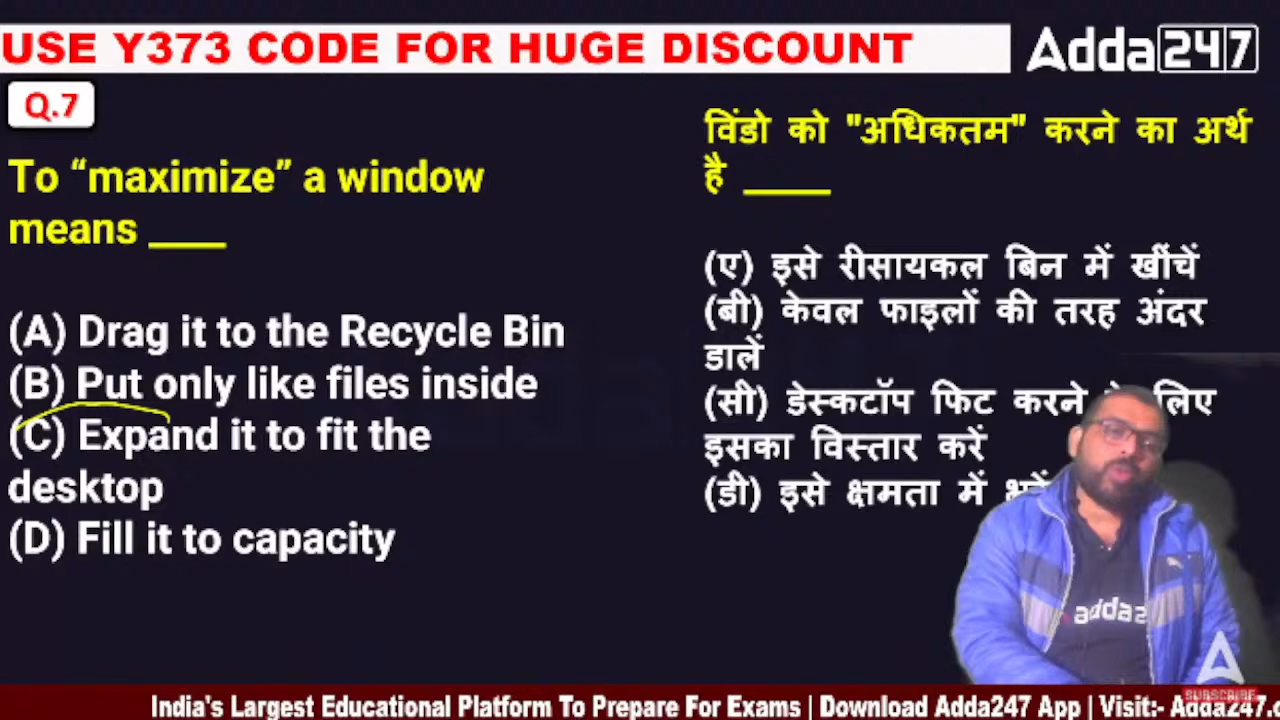 USE Y373 CODE FOR HUGE DISCOUNT
Adda247
Q.7
To “maximize” a window
means ____
(A) Drag it to the Recycle Bin
(B) Put only like files inside
(C) Expand it to fit the
desktop
(D) Fill it to capacity
विंडो को "अधिकतम" करने का अर्थ
है ____
(ए) इसे रीसायकल बिन में खींचें
(बी) केवल फाइलों की तरह अंदर
डालें
(सी) डेस्कटॉप फिट करने लिए
इसका विस्तार करें
(डी) इसे क्षमता में
adda2
SUBSCRIBE
India's Largest Educational Platform To Prepare For Exams | Download Adda247 App | Visit:- Adda247.c